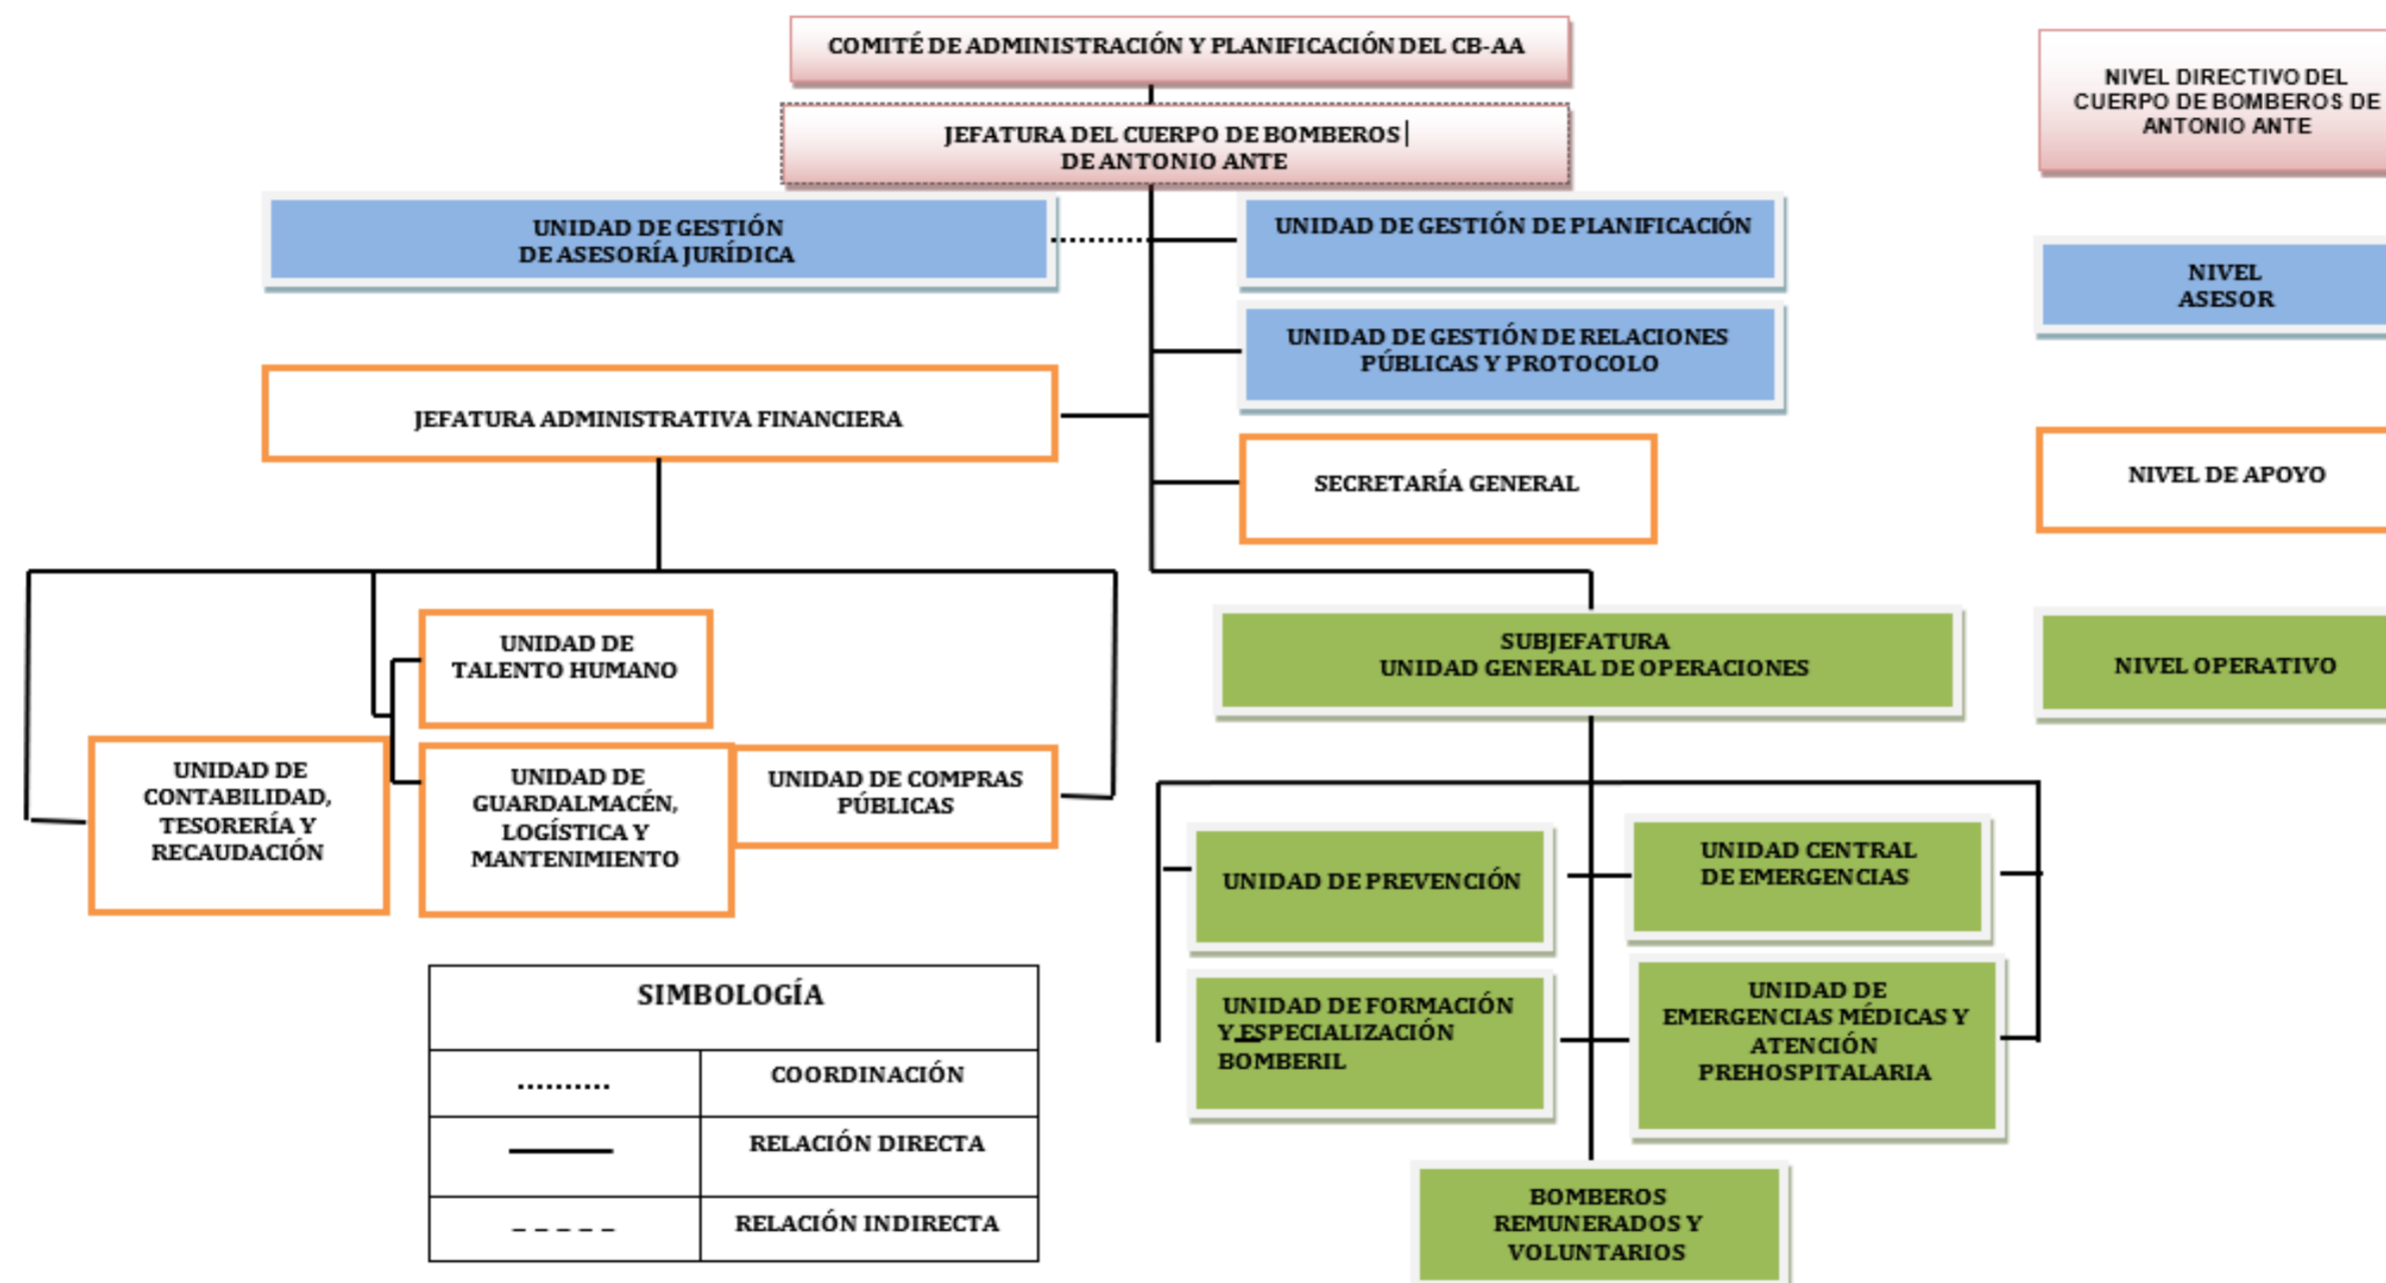 COMITÉ DE ADMINISTRACIÓN Y PLANIFICACIÓN DEL CB-AA
JEFATURA DEL CUERPO DE BOMBEROS
DE ANTONIO ANTE
UNIDAD DE GESTIÓN
DE ASESORÍA JURÍDICA
UNIDAD DE GESTIÓN DE PLANIFICACIÓN
UNIDAD DE GESTIÓN DE RELACIONES
PÚBLICAS Y PROTOCOLO
JEFATURA ADMINISTRATIVA FINANCIERA
SECRETARÍA GENERAL
UNIDAD DE
TALENTO HUMANO
UNIDAD DE
CONTABILIDAD,
TESORERÍA Y
RECAUDACIÓN
UNIDAD DE
GUARDALMACÉN,
LOGÍSTICA Y
MANTENIMIENTO
UNIDAD DE COMPRAS
PÚBLICAS
SUBJEFATURA
UNIDAD GENERAL DE OPERACIONES
UNIDAD DE PREVENCIÓN
UNIDAD CENTRAL
DE EMERGENCIAS
UNIDAD DE FORMACIÓN
Y ESPECIALIZACIÓN
BOMBERIL
UNIDAD DE
EMERGENCIAS MÉDICAS Y
ATENCIÓN
PREHOSPITALARIA
BOMBEROS
REMUNERADOS Y
VOLUNTARIOS
SIMBOLOGÍA
COORDINACIÓN
RELACIÓN DIRECTA
RELACIÓN INDIRECTA
NIVEL DIRECTIVO DEL
CUERPO DE BOMBEROS DE
ANTONIO ANTE
NIVEL
ASESOR
NIVEL DE APOYO
NIVEL OPERATIVO